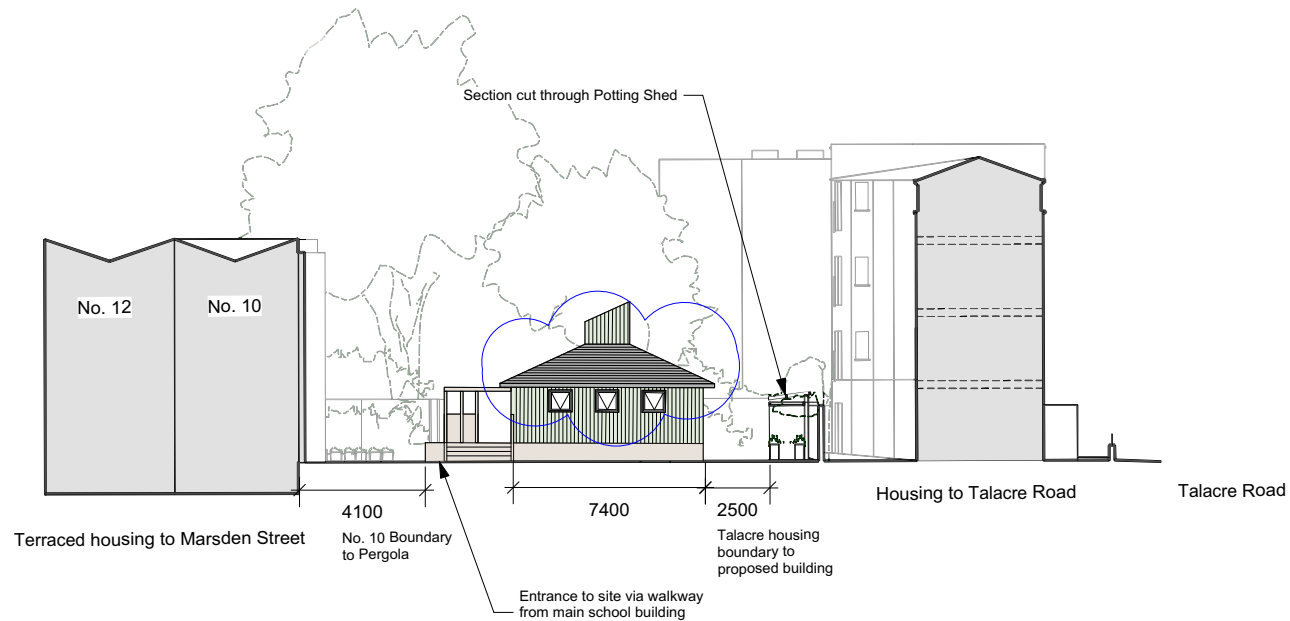 Section cut through Potting Shed
No. 12
No. 10
4100
7400
2500
No. 10 Boundary
to Pergola
Talacre housing
boundary to
proposed building
Terraced housing to Marsden Street
Housing to Talacre Road
Talacre Road
Entrance to site via walkway
from main school building